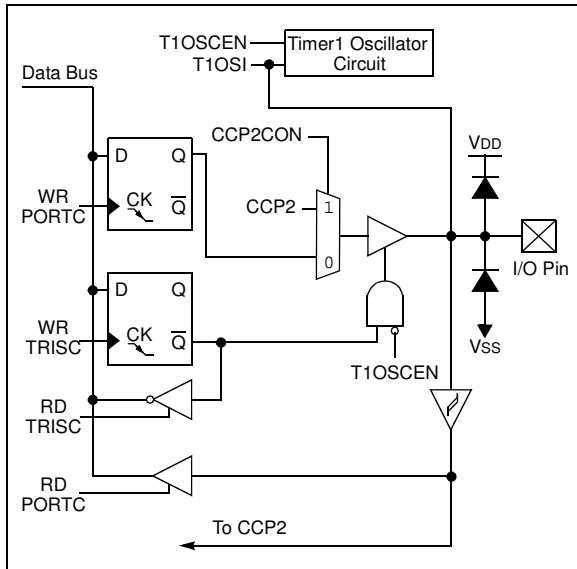 T1OSCEN
T1OSI
Timer1 Oscillator
Circuit
Data Bus
CCP2CON
VDD
D Q
CK Q
WR
PORTC
CCP2
1
0
I/O Pin
D Q
CK Q
WR
TRISC
VSS
T1OSCEN
RD
TRISC
RD
PORTC
To CCP2